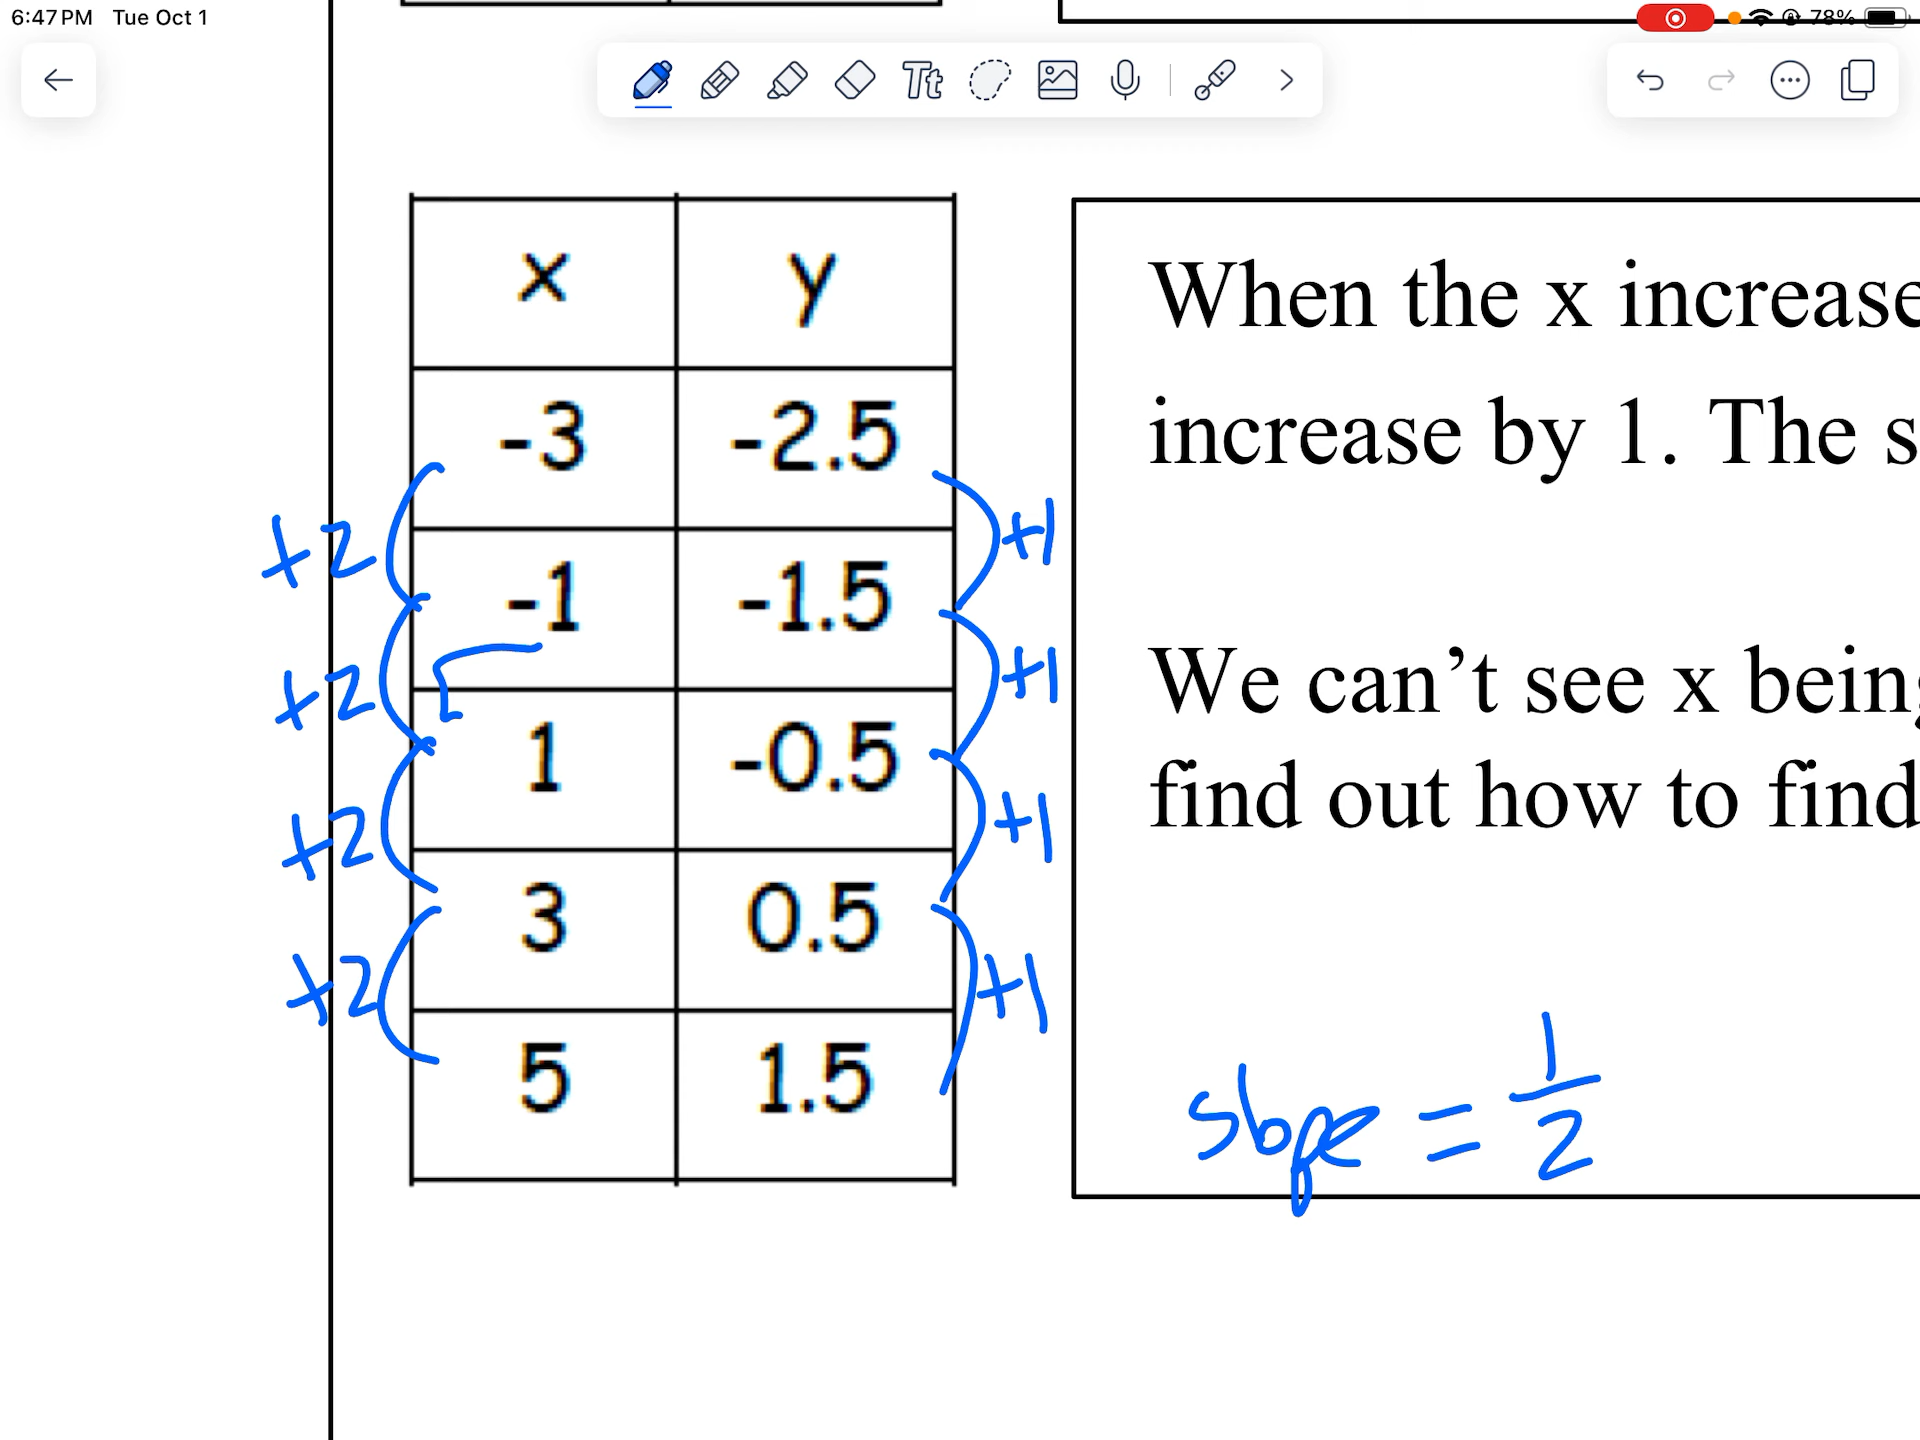 6:47 PM Tue Oct 1
78%
Tt
x y
-3 -2.5
+2 +1
-1 -1.5
+2 +1
1 -0.5
+2 +1
3 0.5
+2 +1
5 1.5
When the x increase
increase by 1. The s
We can’t see x being
find out how to find
slope = 1/2